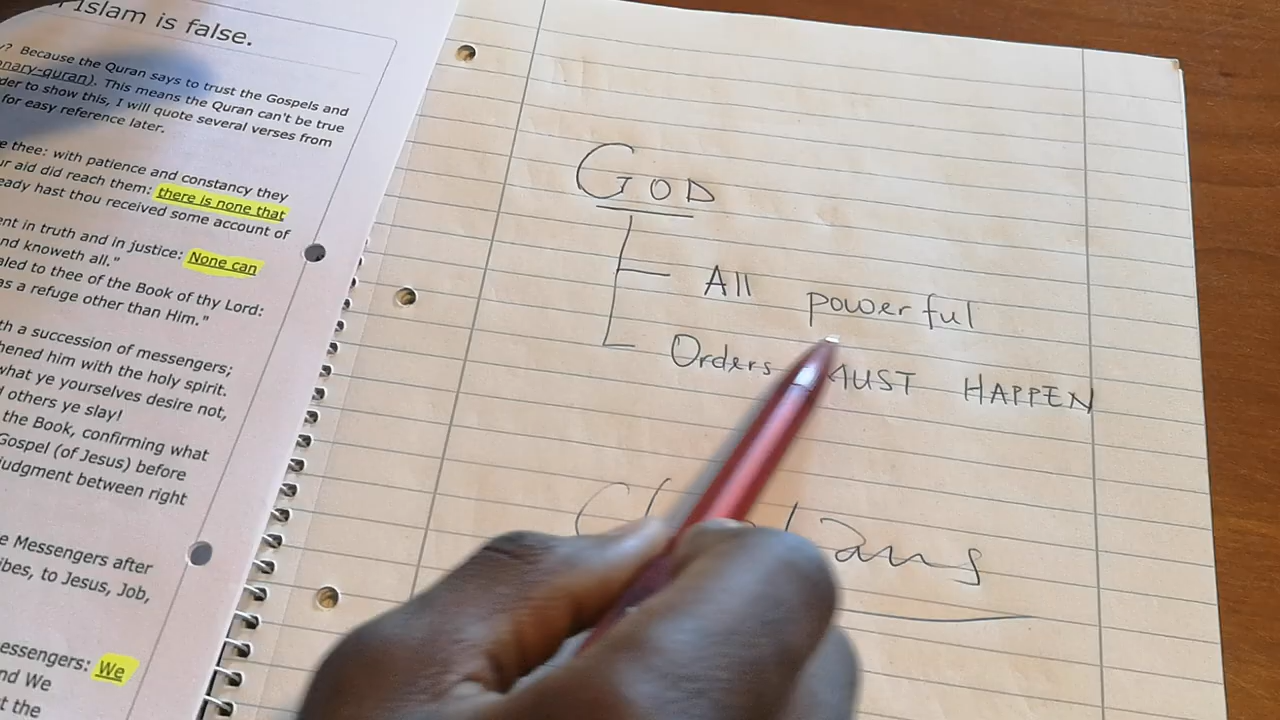 Islam is false.
? Because the Quran says to trust the Gospels and
nary-quran). This means the Quran can't be true
der to show this, I will quote several verses from
for easy reference later.
e thee: with patience and constancy they
ur aid did reach them: there is none that
eady hast thou received some account of
ent in truth and in justice: None can
nd knoweth all."
aled to thee of the Book of thy Lord:
as a refuge other than Him."
th a succession of messengers;
hened him with the holy spirit.
what ye yourselves desire not,
others ye slay!
the Book, confirming what
Gospel (of Jesus) before
judgment between right
e Messengers after
ibes, to Jesus, Job,
essengers: We
nd We
t the
GOD
All powerful
Orders MUST HAPPEN